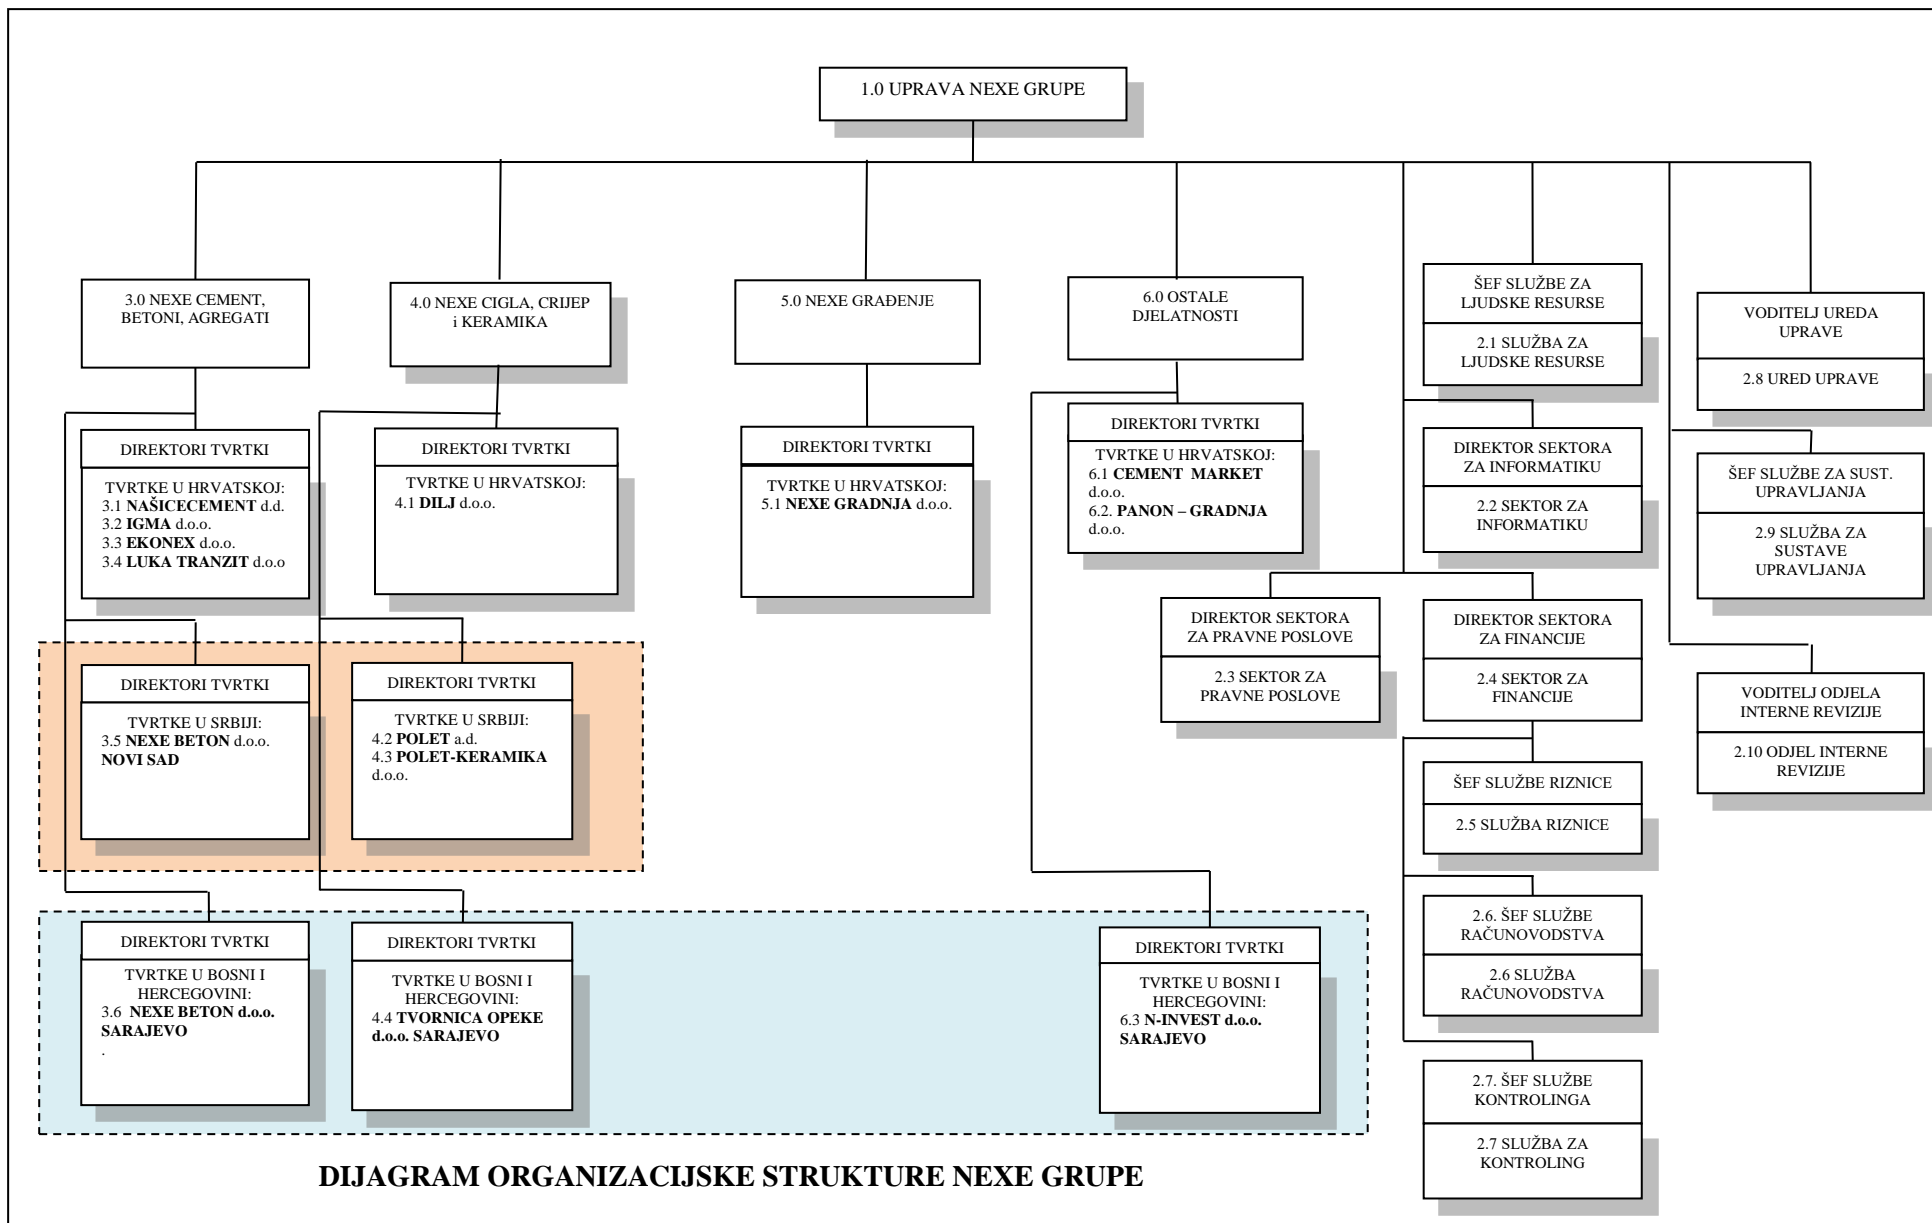 1.0 UPRAVA NEXE GRUPE
3.0 NEXE CEMENT,
BETONI, AGREGATI
4.0 NEXE CIGLA, CRIJEP
i KERAMIKA
5.0 NEXE GRAĐENJE
6.0 OSTALE
DJELATNOSTI
ŠEF SLUŽBE ZA
LJUDSKE RESURSE
2.1 SLUŽBA ZA
LJUDSKE RESURSE
VODITELJ UREDA
UPRAVE
2.8 URED UPRAVE
DIREKTORI TVRTKI
TVRTKE U HRVATSKOJ:
3.1 NAŠICECEMENT d.d.
3.2 IGMA d.o.o.
3.3 EKONEX d.o.o.
3.4 LUKA TRANZIT d.o.o
DIREKTORI TVRTKI
TVRTKE U HRVATSKOJ:
4.1 DILJ d.o.o.
DIREKTORI TVRTKI
TVRTKE U HRVATSKOJ:
5.1 NEXE GRADNJA d.o.o.
DIREKTORI TVRTKI
TVRTKE U HRVATSKOJ:
6.1 CEMENT MARKET
d.o.o.
6.2. PANON – GRADNJA
d.o.o.
DIREKTOR SEKTORA
ZA INFORMATIKU
2.2 SEKTOR ZA
INFORMATIKU
ŠEF SLUŽBE ZA SUST.
UPRAVLJANJA
2.9 SLUŽBA ZA
SUSTAVE
UPRAVLJANJA
DIREKTOR SEKTORA
ZA PRAVNE POSLOVE
2.3 SEKTOR ZA
PRAVNE POSLOVE
DIREKTOR SEKTORA
ZA FINANCIJE
2.4 SEKTOR ZA
FINANCIJE
VODITELJ ODJELA
INTERNE REVIZIJE
2.10 ODJEL INTERNE
REVIZIJE
DIREKTORI TVRTKI
TVRTKE U SRBIJI:
3.5 NEXE BETON d.o.o.
NOVI SAD
DIREKTORI TVRTKI
TVRTKE U SRBIJI:
4.2 POLET a.d.
4.3 POLET-KERAMIKA
d.o.o.
ŠEF SLUŽBE RIZNICE
2.5 SLUŽBA RIZNICE
DIREKTORI TVRTKI
TVRTKE U BOSNI I
HERCEGOVINI:
3.6 NEXE BETON d.o.o.
SARAJEVO
.
DIREKTORI TVRTKI
TVRTKE U BOSNI I
HERCEGOVINI:
4.4 TVORNICA OPEKE
d.o.o. SARAJEVO
DIREKTORI TVRTKI
TVRTKE U BOSNI I
HERCEGOVINI:
6.3 N-INVEST d.o.o.
SARAJEVO
2.6. ŠEF SLUŽBE
RAČUNOVODSTVA
2.6 SLUŽBA
RAČUNOVODSTVA
2.7. ŠEF SLUŽBE
KONTROLINGA
2.7 SLUŽBA ZA
KONTROLING
DIJAGRAM ORGANIZACIJSKE STRUKTURE NEXE GRUPE